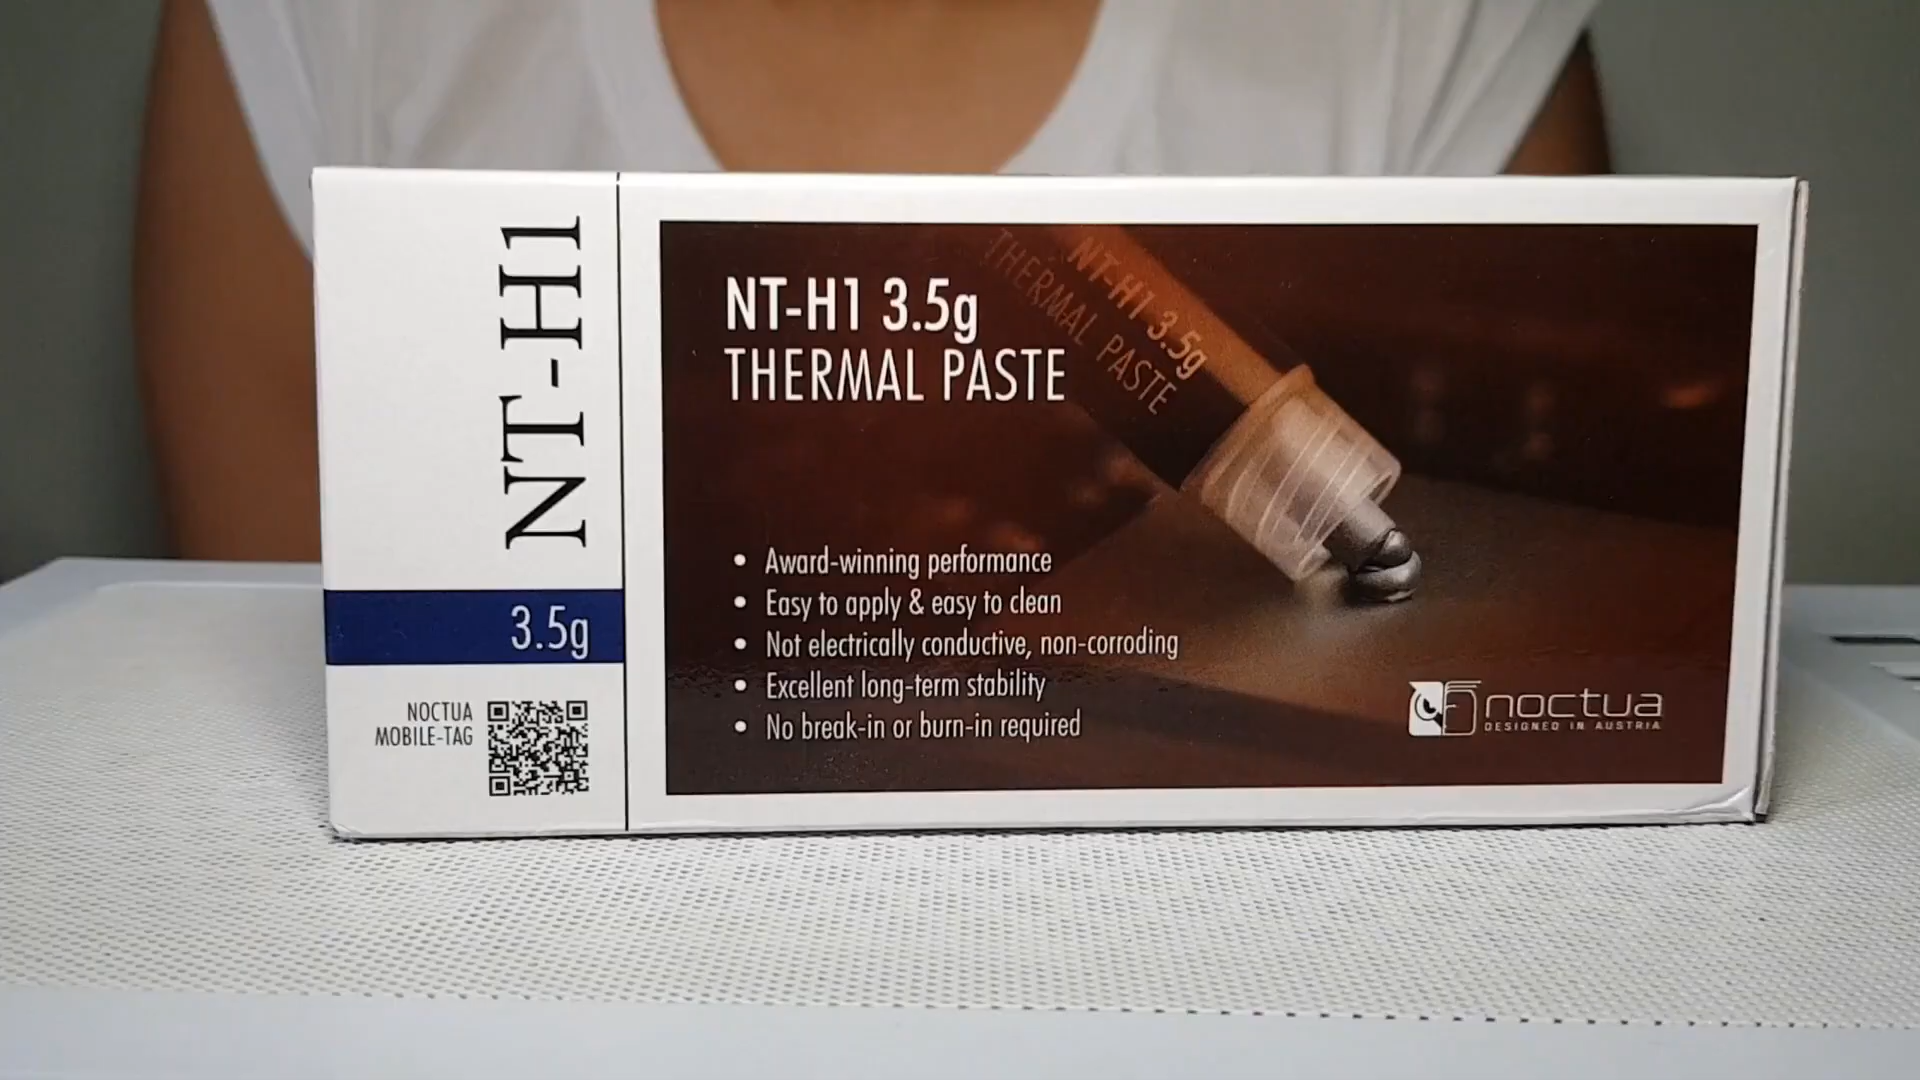 NT-H1
3.5g
NOCTUA
MOBILE-TAG
NT-H1 3.5g
THERMAL PASTE
NT-H1 3.5g
THERMAL PASTE
• Award-winning performance
• Easy to apply & easy to clean
• Not electrically conductive, non-corroding
• Excellent long-term stability
• No break-in or burn-in required
noctua
DESIGNED IN AUSTRIA